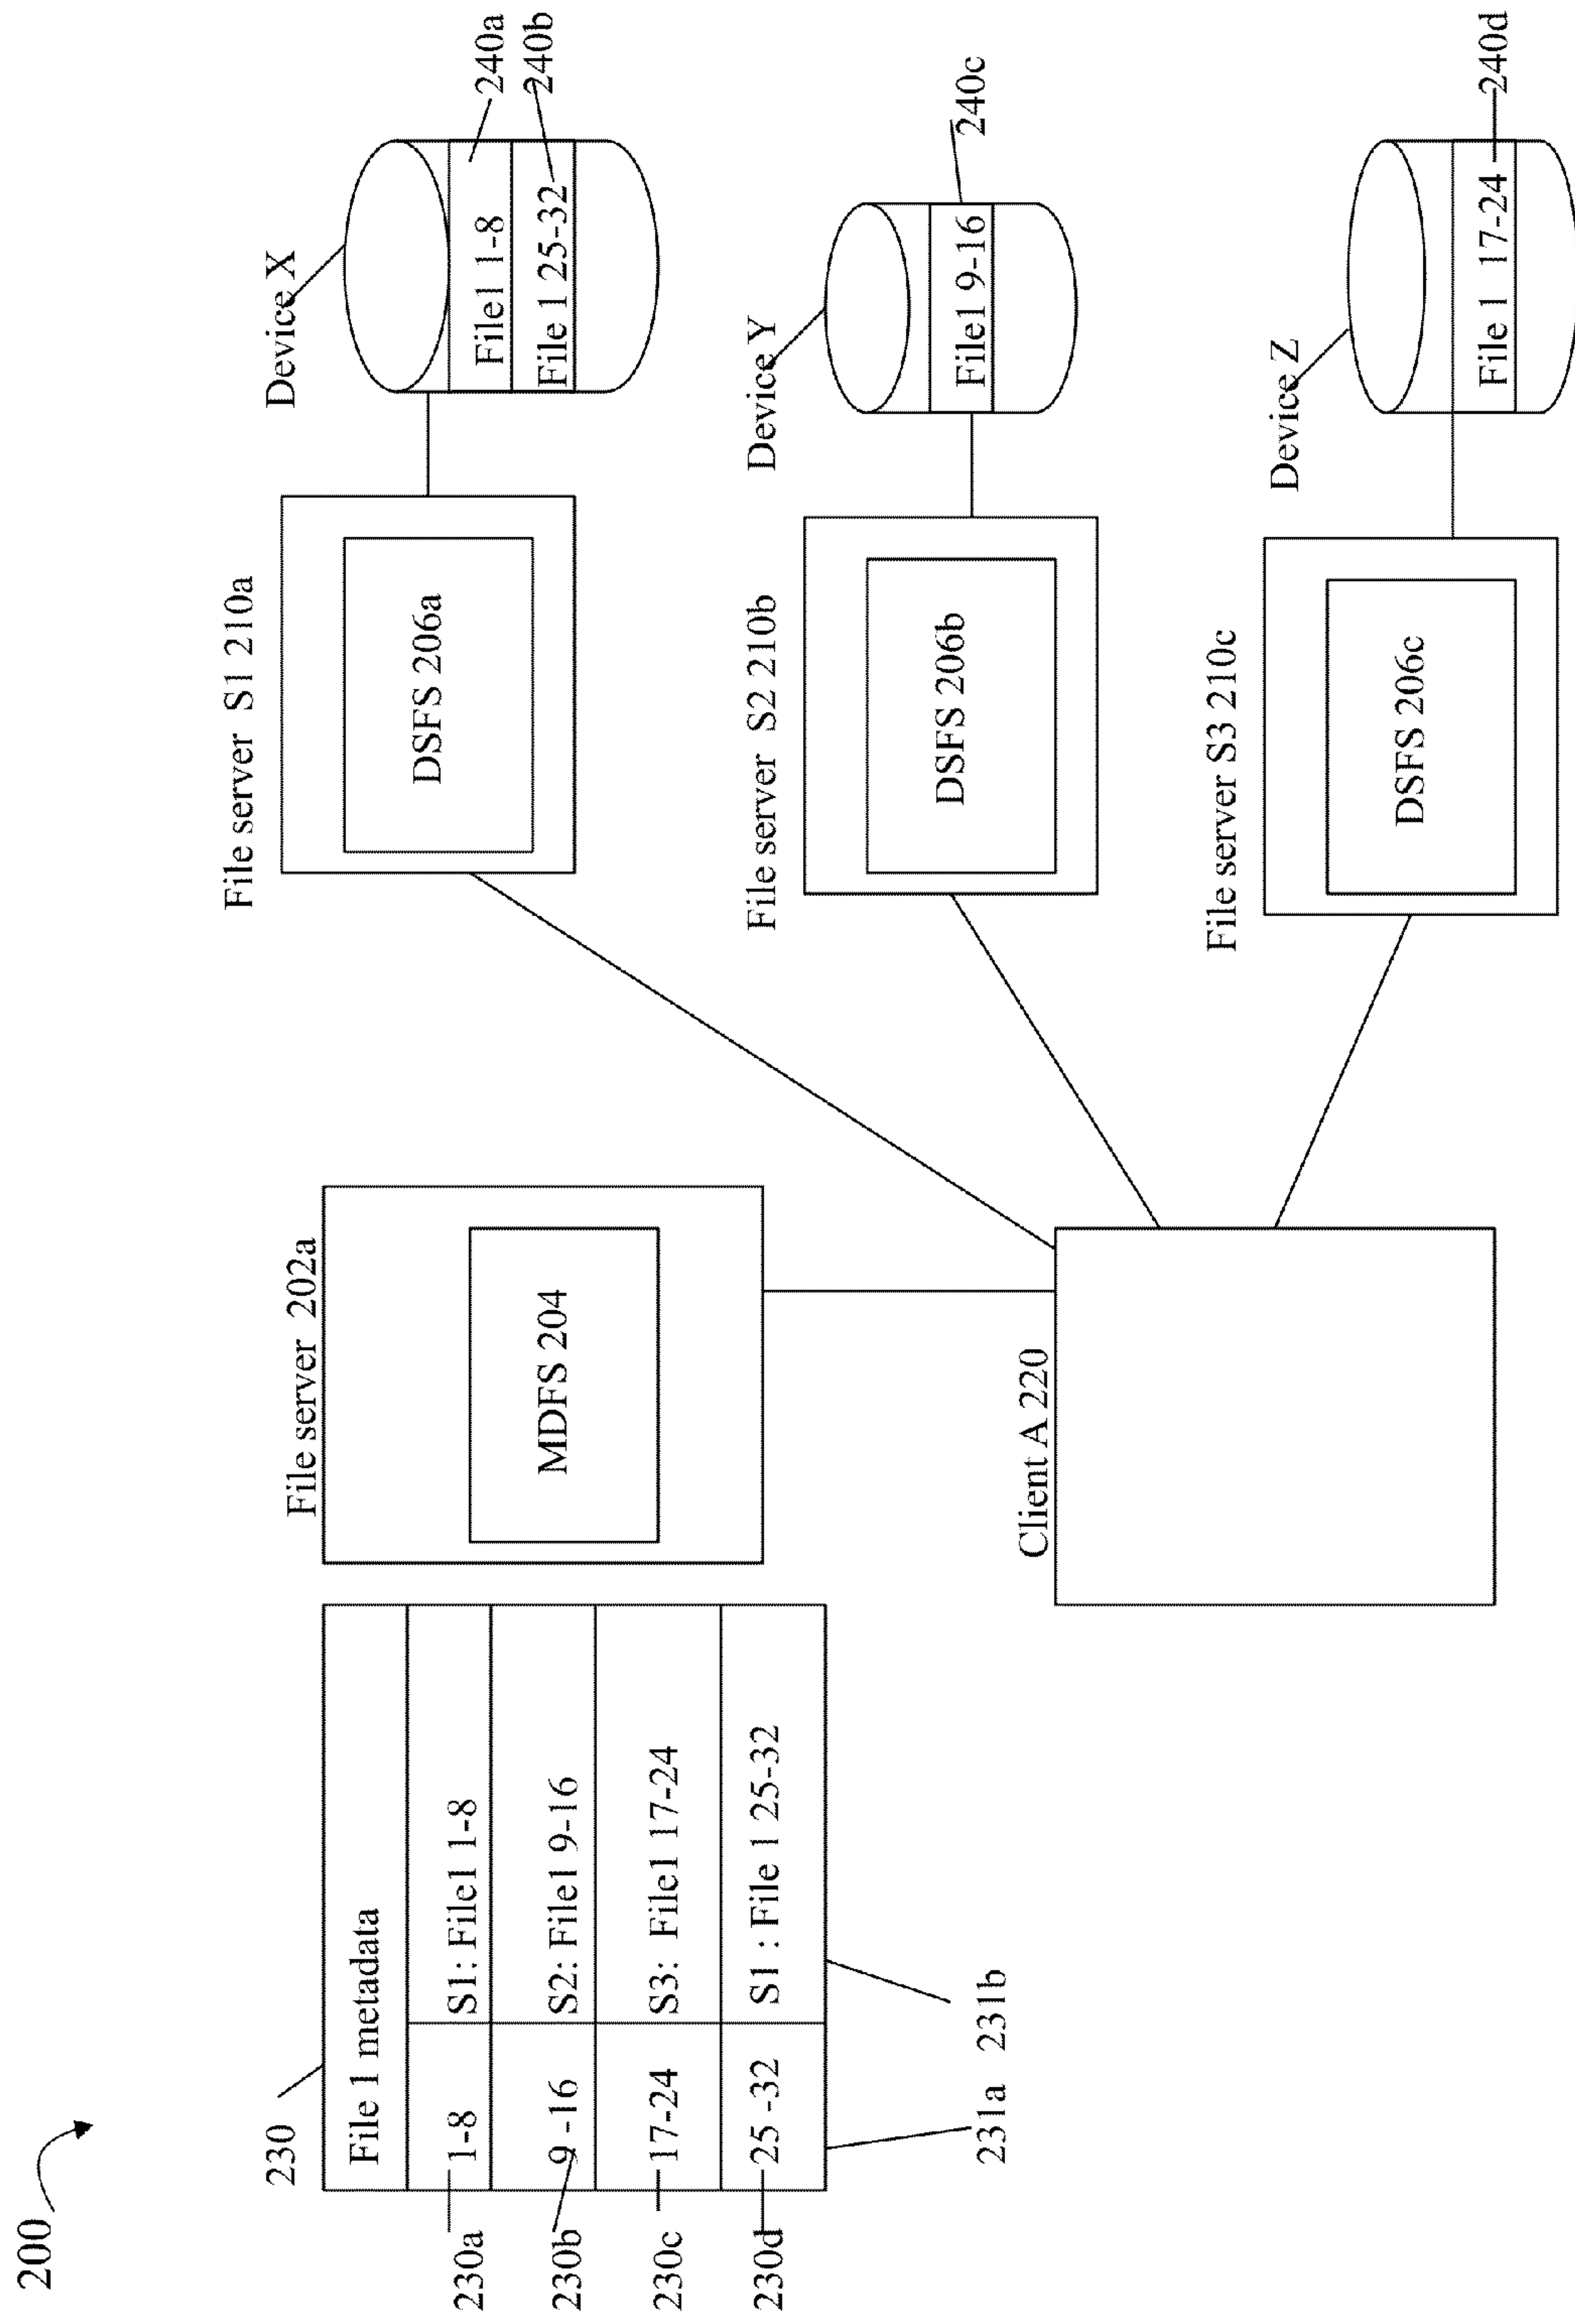 200
230
File 1 metadata
230a
1-8
S1: File1 1-8
230b
9 -16
S2: File1 9-16
230c
17-24
S3: File1 17-24
230d
25 -32
S1 : File 1 25-32
231a
231b
File server 202a
MDFS 204
Client A 220
File server S1 210a
DSFS 206a
Device X
File1 1-8
240a
File 1 25-32
240b
File server S2 210b
DSFS 206b
Device Y
File1 9-16
240c
File server S3 210c
DSFS 206c
Device Z
File 1 17-24
240d